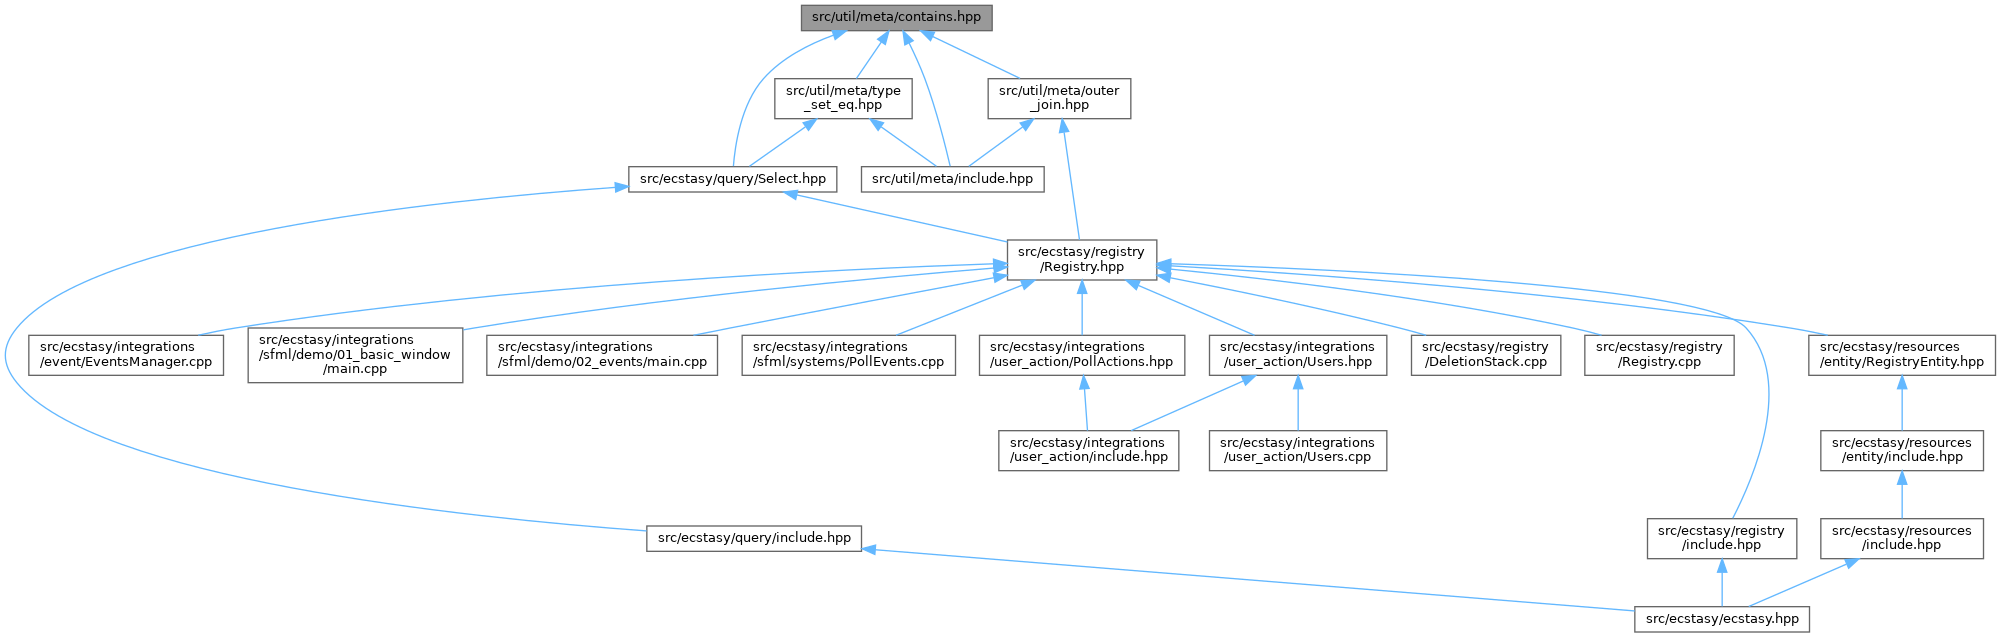 src/util/meta/contains.hpp
src/util/meta/type
_set_eq.hpp
src/util/meta/outer
_join.hpp
src/ecstasy/query/Select.hpp
src/util/meta/include.hpp
src/ecstasy/registry
/Registry.hpp
src/ecstasy/integrations
/event/EventsManager.cpp
src/ecstasy/integrations
/sfml/demo/01_basic_window
/main.cpp
src/ecstasy/integrations
/sfml/demo/02_events/main.cpp
src/ecstasy/integrations
/sfml/systems/PollEvents.cpp
src/ecstasy/integrations
/user_action/PollActions.hpp
src/ecstasy/integrations
/user_action/Users.hpp
src/ecstasy/registry
/DeletionStack.cpp
src/ecstasy/registry
/Registry.cpp
src/ecstasy/resources
/entity/RegistryEntity.hpp
src/ecstasy/integrations
/user_action/include.hpp
src/ecstasy/integrations
/user_action/Users.cpp
src/ecstasy/resources
/entity/include.hpp
src/ecstasy/query/include.hpp
src/ecstasy/registry
/include.hpp
src/ecstasy/resources
/include.hpp
src/ecstasy/ecstasy.hpp